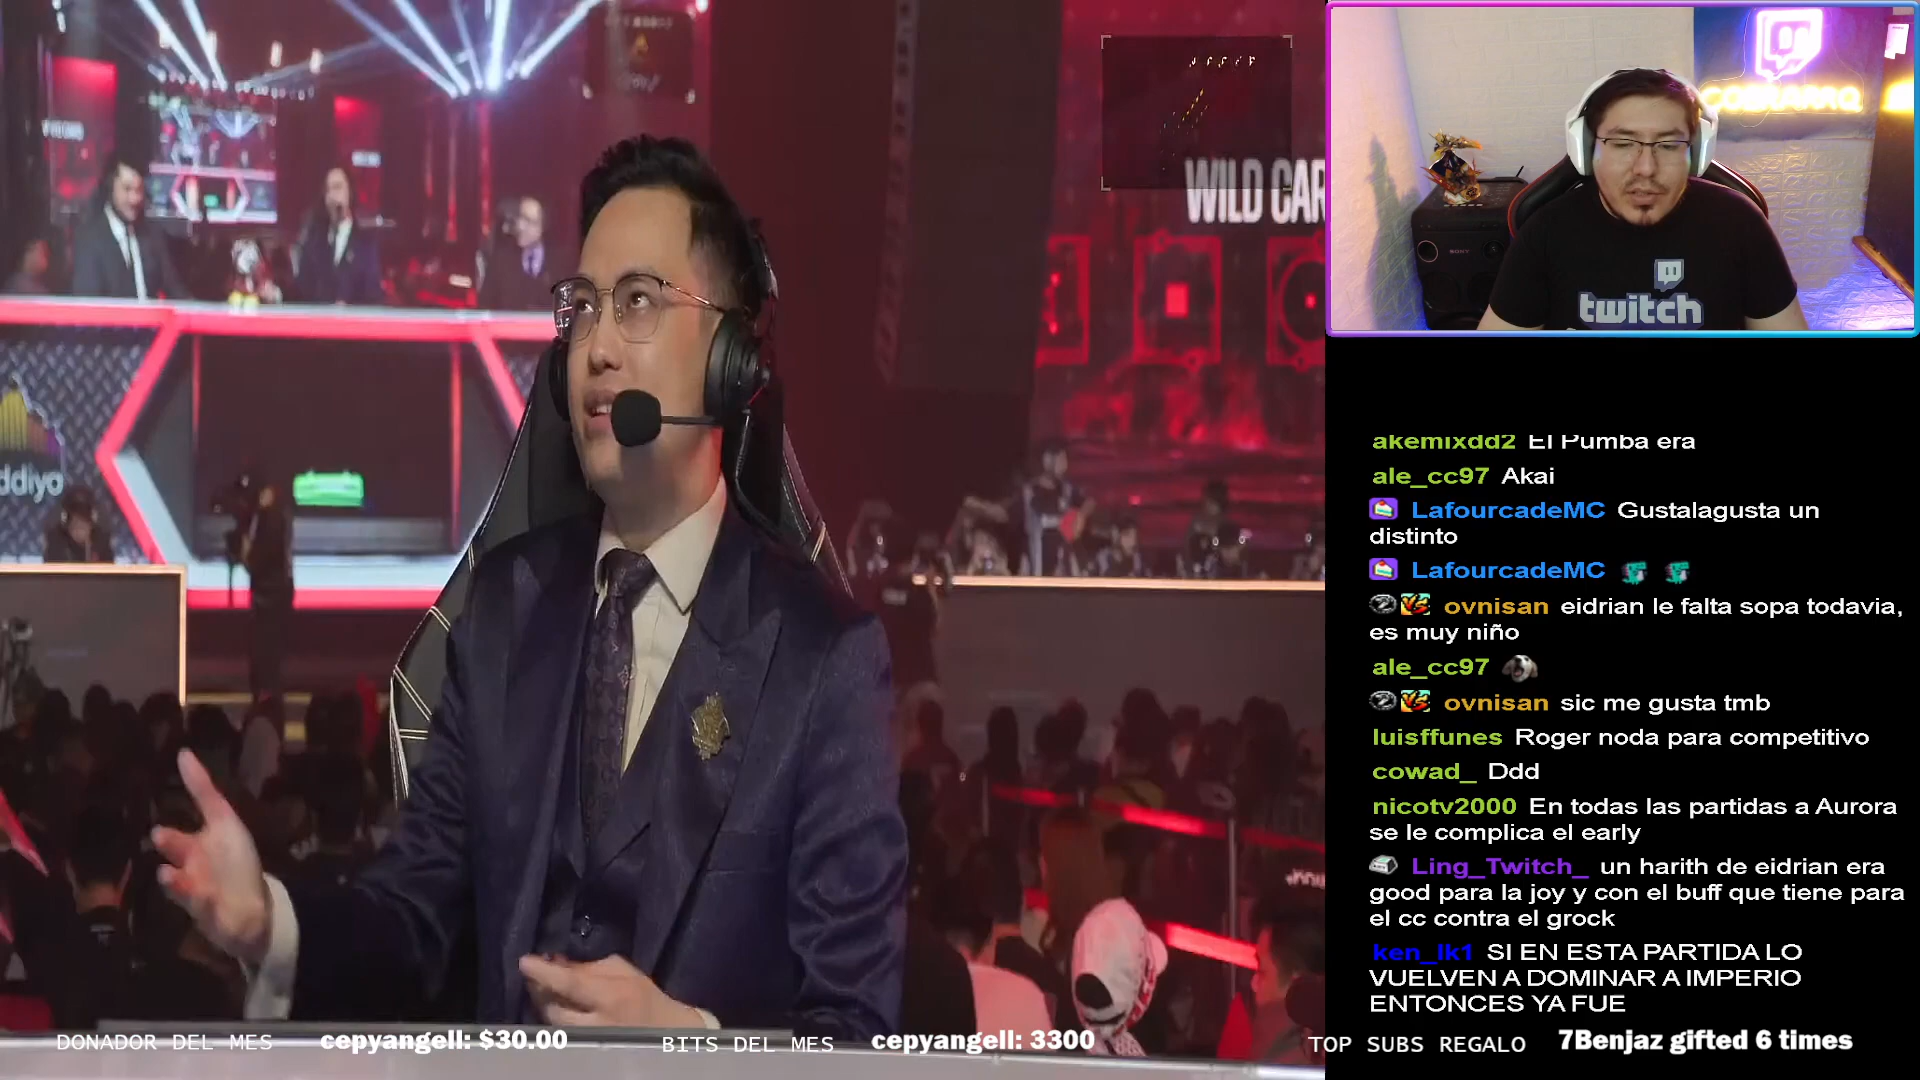 WILD CAR
COBRARRQ
SONY
twitch
ddiyo
akemixdd2 El Pumba era
ale_cc97 Akai
LafourcadeMC Gustalagusta un
distinto
LafourcadeMC
ovnisan eidrian le falta sopa todavia,
es muy niño
ale_cc97
ovnisan sic me gusta tmb
luisffunes Roger noda para competitivo
cowad_ Ddd
nicotv2000 En todas las partidas a Aurora
se le complica el early
Ling_Twitch_ un harith de eidrian era
good para la joy y con el buff que tiene para
el cc contra el grock
ken_lk1 SI EN ESTA PARTIDA LO
VUELVEN A DOMINAR A IMPERIO
ENTONCES YA FUE
DONADOR DEL MES cepyangell: $30.00 BITS DEL MES cepyangell: 3300 TOP SUBS REGALO 7Benjaz gifted 6 times